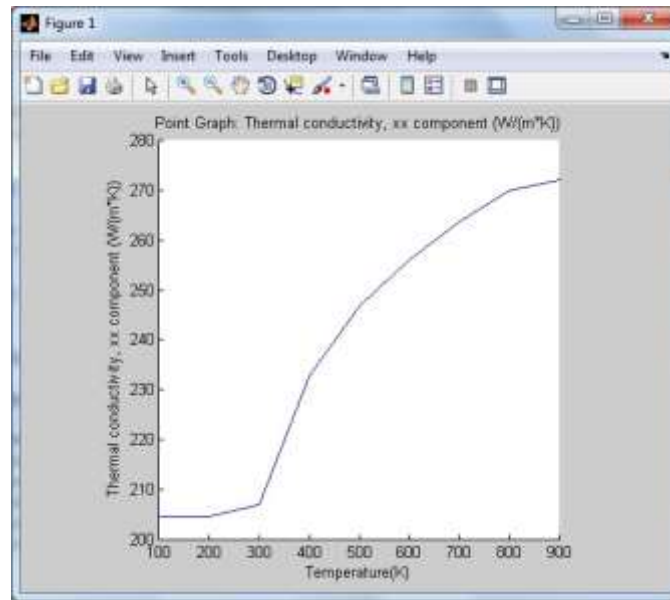 Figure 1
File Edit View Insert Tools Desktop Window Help
Point Graph: Thermal conductivity, xx component (W/(m*K))
Thermal conductivity, xx component (W/(m*K))
280
270
260
250
240
230
220
210
200
100 200 300 400 500 600 700 800 900
Temperature(K)